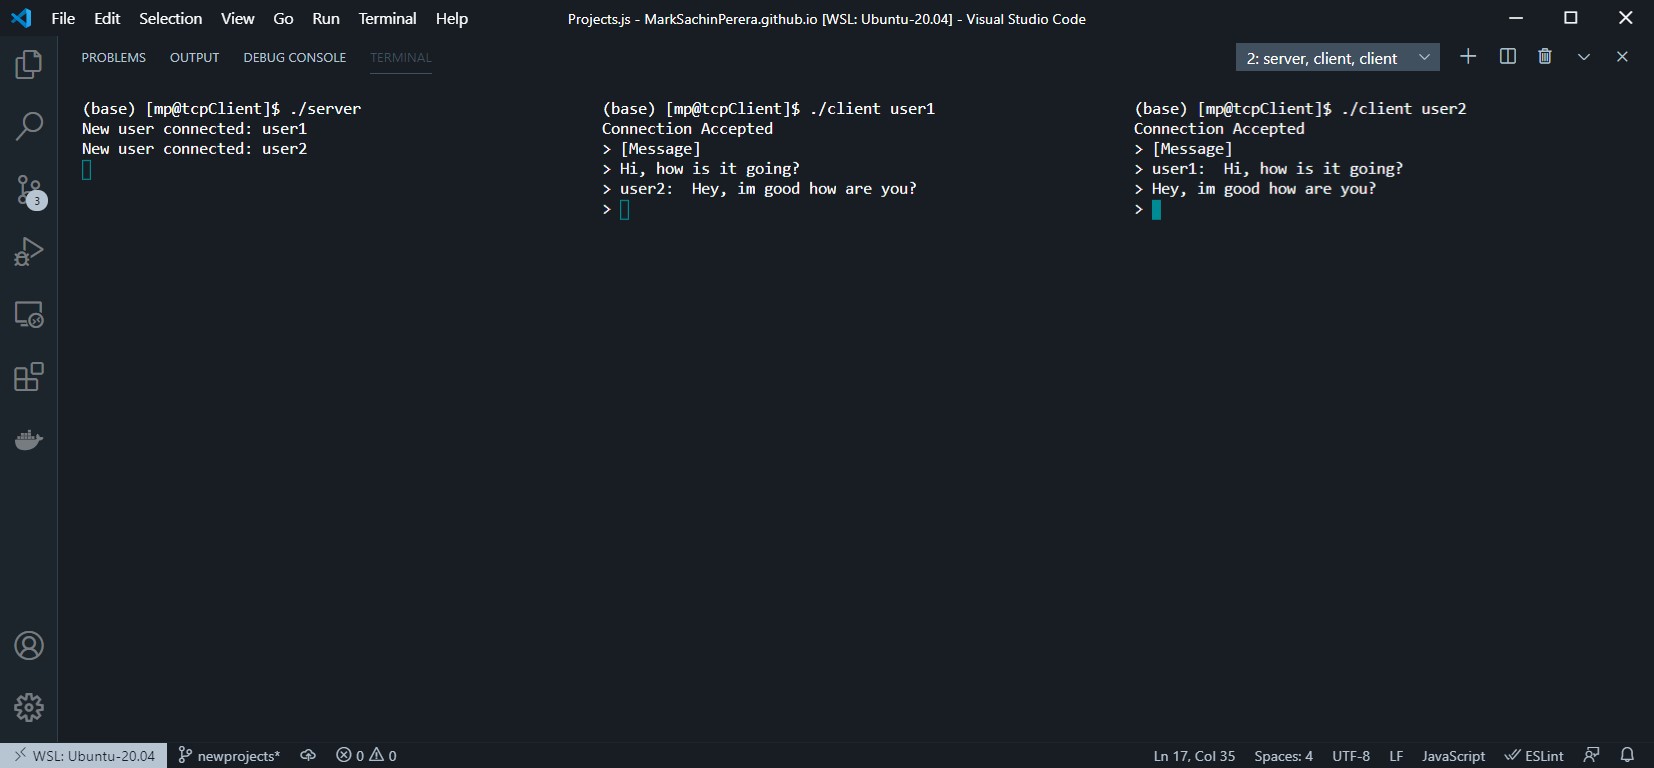 File Edit Selection View Go Run Terminal Help
Projects.js - MarkSachinPerera.github.io [WSL: Ubuntu-20.04] - Visual Studio Code
PROBLEMS OUTPUT DEBUG CONSOLE TERMINAL
2: server, client, client
(base) [mp@tcpClient]$ ./server
New user connected: user1
New user connected: user2
(base) [mp@tcpClient]$ ./client user1
Connection Accepted
> [Message]
> Hi, how is it going?
> user2:  Hey, im good how are you?
>
(base) [mp@tcpClient]$ ./client user2
Connection Accepted
> [Message]
> user1:  Hi, how is it going?
> Hey, im good how are you?
>
3
WSL: Ubuntu-20.04 newprojects* 0 0
Ln 17, Col 35 Spaces: 4 UTF-8 LF JavaScript ESLint